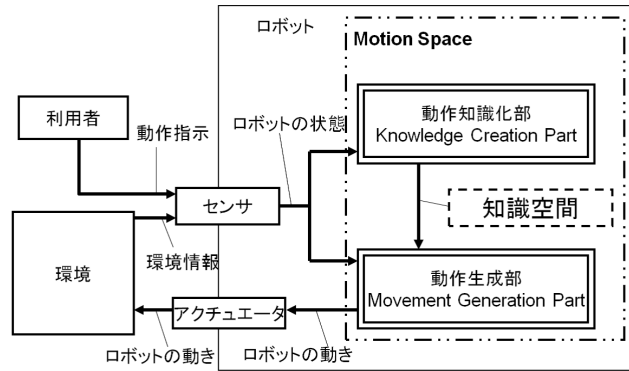 ロボット
Motion Space
利用者
動作指示
ロボットの状態
動作知識化部
Knowledge Creation Part
センサ
知識空間
環境
環境情報
動作生成部
Movement Generation Part
アクチュエータ
ロボットの動き
ロボットの動き